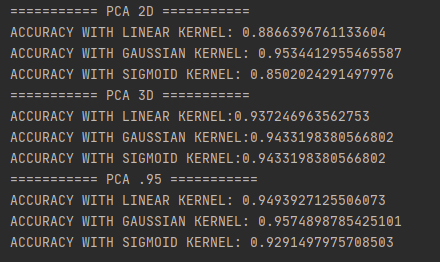 =========== PCA 2D ===========
ACCURACY WITH LINEAR KERNEL: 0.8866396761133604
ACCURACY WITH GAUSSIAN KERNEL: 0.9534412955465587
ACCURACY WITH SIGMOID KERNEL: 0.8502024291497976
=========== PCA 3D ===========
ACCURACY WITH LINEAR KERNEL:0.937246963562753
ACCURACY WITH GAUSSIAN KERNEL:0.9433198380566802
ACCURACY WITH SIGMOID KERNEL:0.9433198380566802
=========== PCA .95 ===========
ACCURACY WITH LINEAR KERNEL: 0.9493927125506073
ACCURACY WITH GAUSSIAN KERNEL: 0.9574898785425101
ACCURACY WITH SIGMOID KERNEL: 0.9291497975708503